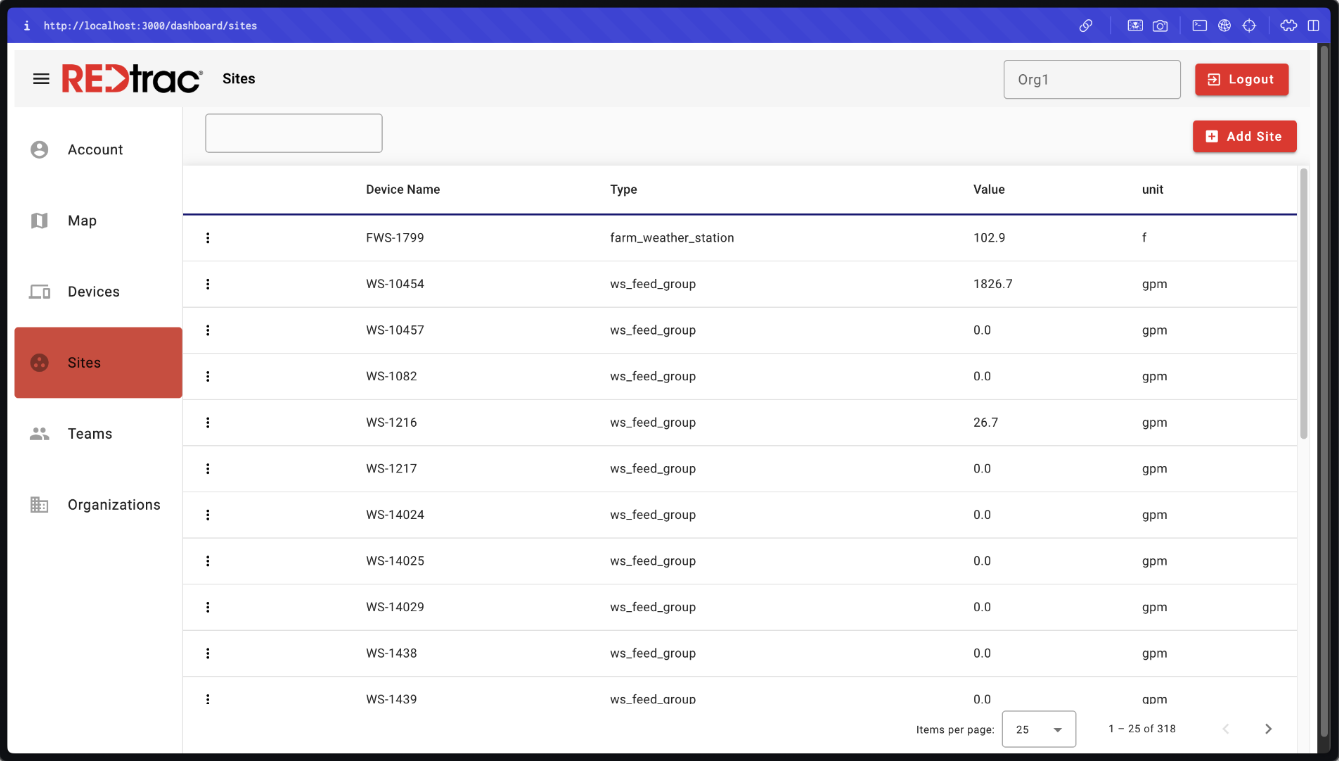 http://localhost:3000/dashboard/sites
REDtrac® Sites Org1 Logout
Account
Map
Devices
Sites
Teams
Organizations
Add Site
Device Name Type Value unit
FWS-1799 farm_weather_station 102.9 f
WS-10454 ws_feed_group 1826.7 gpm
WS-10457 ws_feed_group 0.0 gpm
WS-1082 ws_feed_group 0.0 gpm
WS-1216 ws_feed_group 26.7 gpm
WS-1217 ws_feed_group 0.0 gpm
WS-14024 ws_feed_group 0.0 gpm
WS-14025 ws_feed_group 0.0 gpm
WS-14029 ws_feed_group 0.0 gpm
WS-1438 ws_feed_group 0.0 gpm
WS-1439 ws_feed_group 0.0 gpm
Items per page: 25 1 – 25 of 318